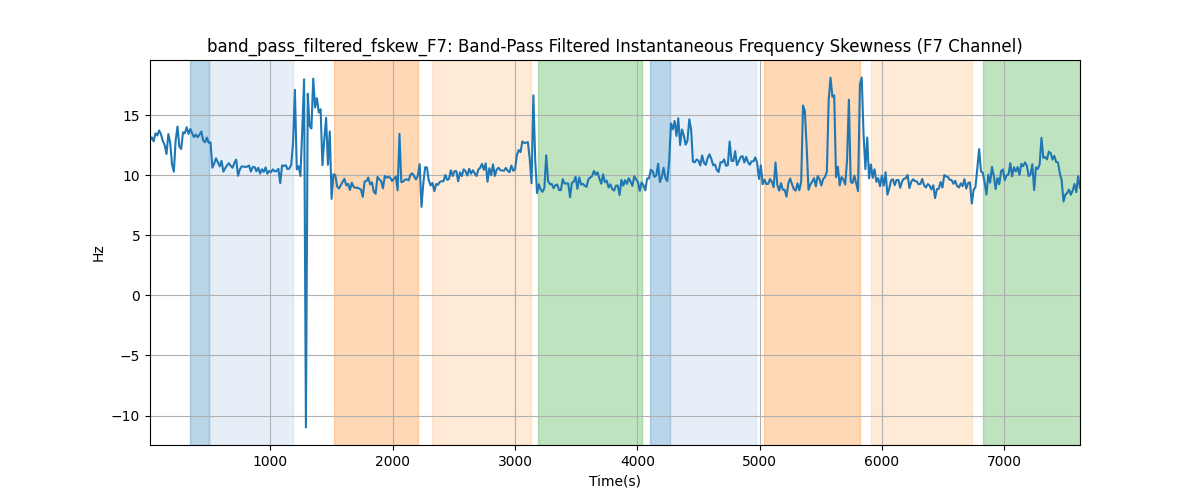 band_pass_filtered_fskew_F7: Band-Pass Filtered Instantaneous Frequency Skewness (F7 Channel)
15
10
5
0
−5
−10
Hz
1000 2000 3000 4000 5000 6000 7000
Time(s)